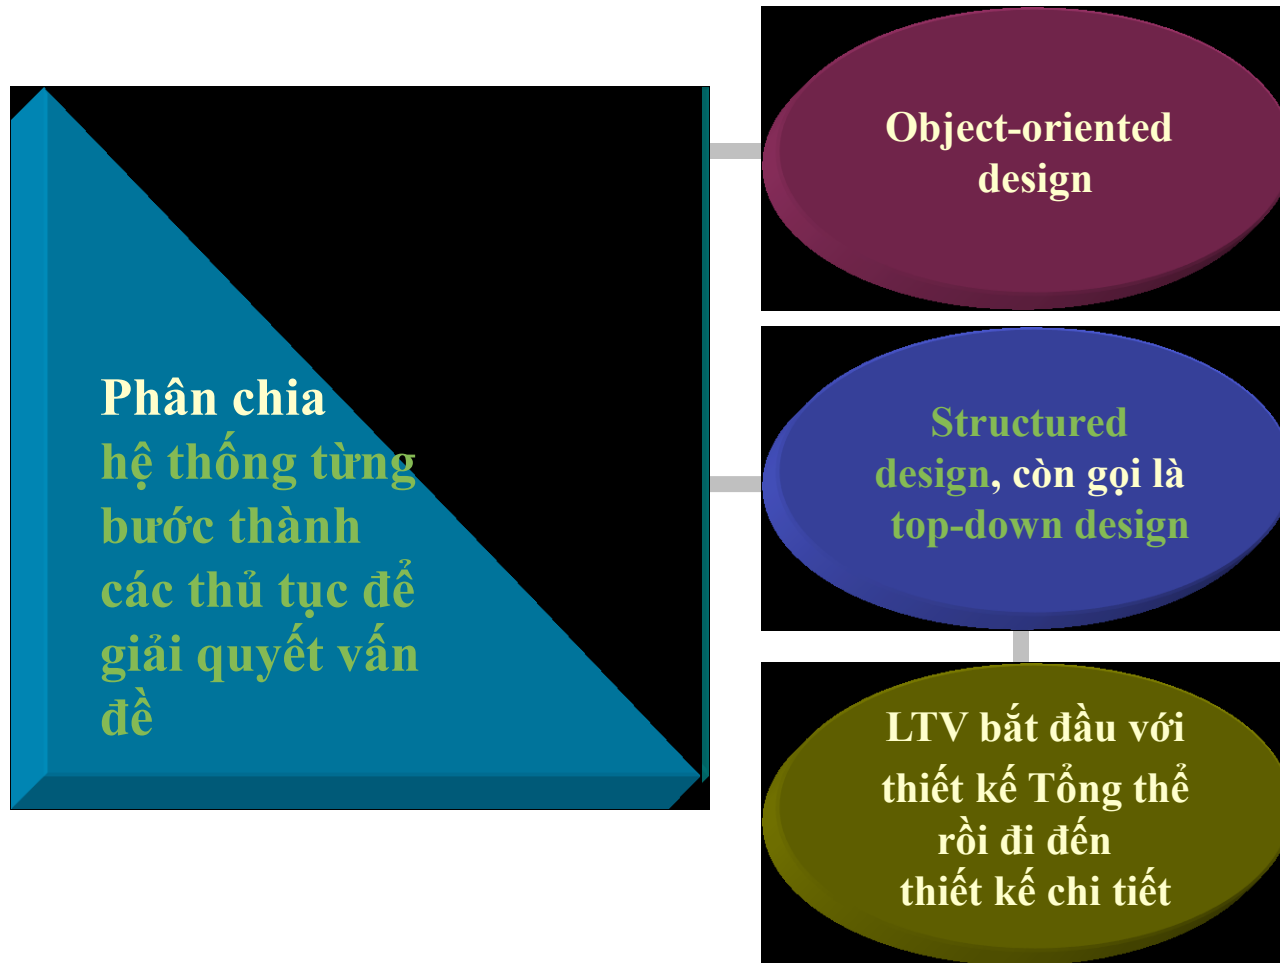 Phân chia
hệ thống từng
bước thành
các thủ tục để
giải quyết vấn
đề
Object-oriented
design
Structured
design, còn gọi là
top-down design
LTV bắt đầu với
thiết kế Tổng thể
rồi đi đến
thiết kế chi tiết